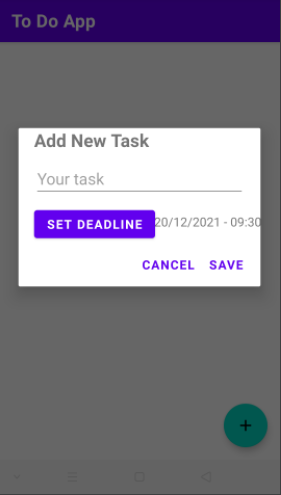 To Do App
Add New Task
Your task
SET DEADLINE 20/12/2021 - 09:30
CANCEL SAVE
+